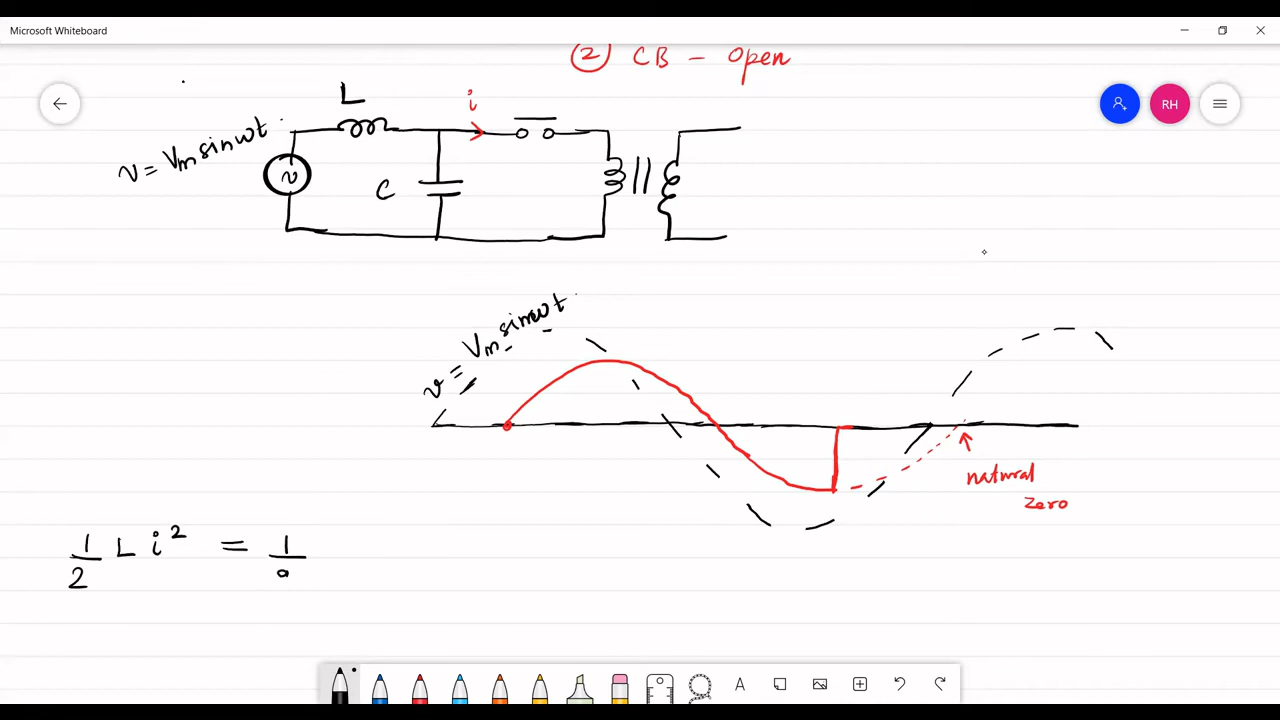 Microsoft Whiteboard
② CB - Open
RH
L
i
v = Vm sinωt.
v
C
v = Vm sinωt.
natural
zero
1/2 L i² = 1
A